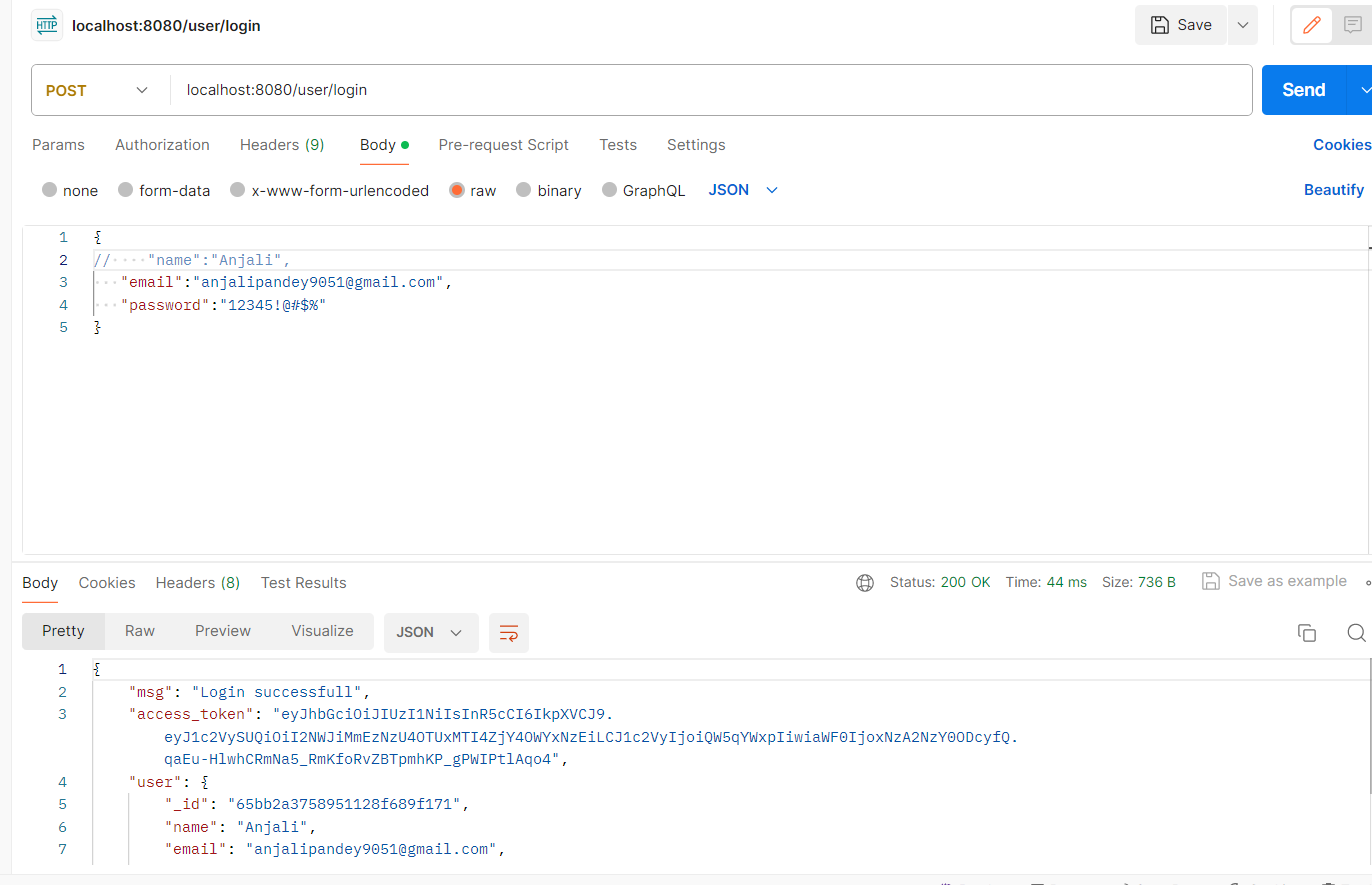 HTTP localhost:8080/user/login Save
POST localhost:8080/user/login Send
Params Authorization Headers (9) Body Pre-request Script Tests Settings Cookies
none form-data x-www-form-urlencoded raw binary GraphQL JSON Beautify
1 {
2 // ····"name":"Anjali",
3 ···"email":"anjalipandey9051@gmail.com",
4 ···"password":"12345!@#$%"
5 }
Body Cookies Headers (8) Test Results Status: 200 OK Time: 44 ms Size: 736 B Save as example
Pretty Raw Preview Visualize JSON
1 {
2 "msg": "Login successfull",
3 "access_token": "eyJhbGciOiJIUzI1NiIsInR5cCI6IkpXVCJ9.
eyJ1c2VySUQiOiI2NWJiMmEzNzU4OTUxMTI4ZjY4OWYxNzEiLCJ1c2VyIjoiQW5qYWxpIiwiaWF0IjoxNzA2NzY0ODcyfQ.
qaEu-HlwhCRmNa5_RmKfoRvZBTpmhKP_gPWIPtlAqo4",
4 "user": {
5 "_id": "65bb2a3758951128f689f171",
6 "name": "Anjali",
7 "email": "anjalipandey9051@gmail.com",